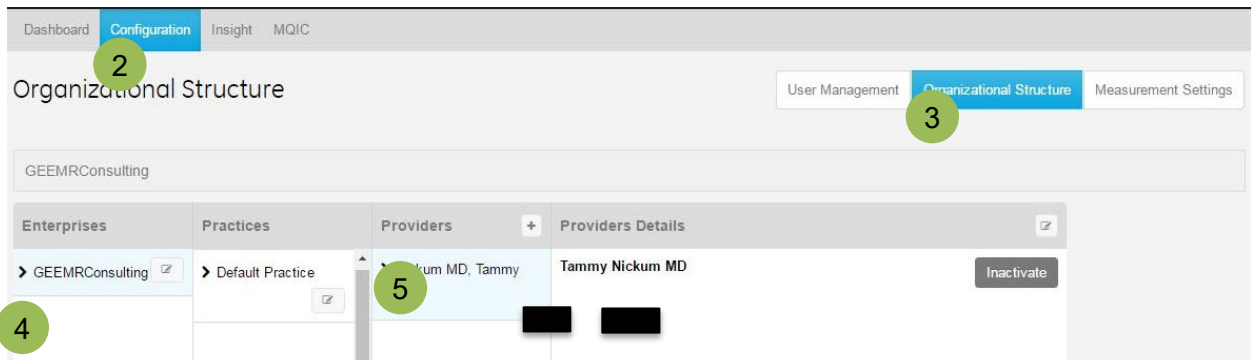 Dashboard Configuration Insight MQIC
2
Organizational Structure User Management Organizational Structure Measurement Settings
3
GEEMRConsulting
Enterprises Practices Providers + Providers Details
GEEMRConsulting Default Practice MD, Tammy Tammy Nickum MD Inactivate
5
4